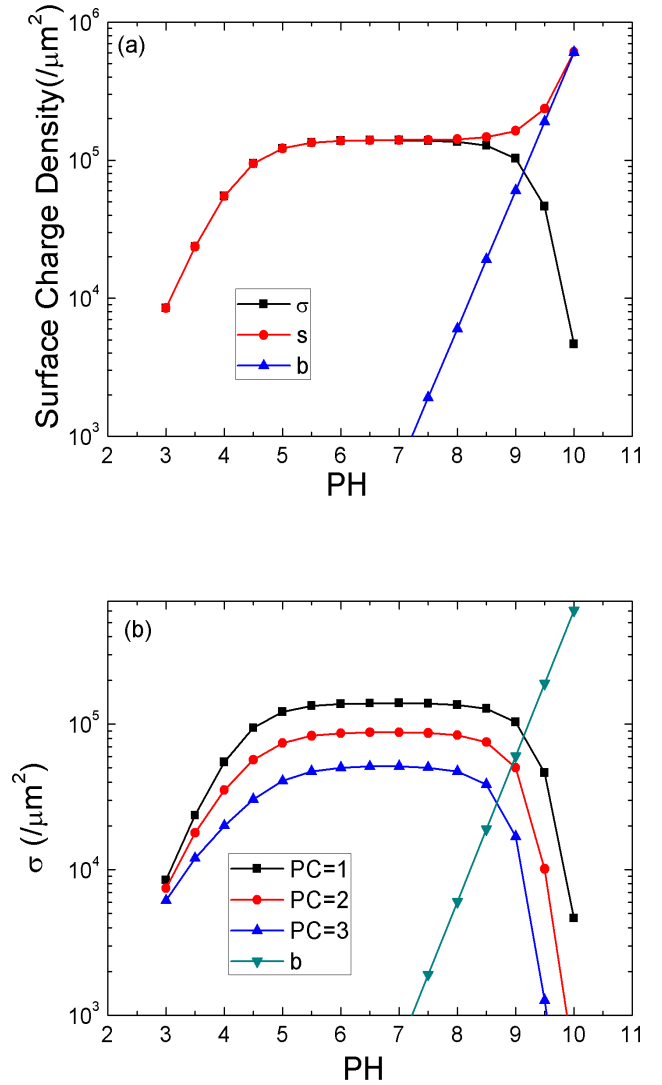 (a)
Surface Charge Density(/μm²)
10⁶
10⁵
10⁴
10³
σ
s
b
2 3 4 5 6 7 8 9 10 11
PH
(b)
σ (/μm²)
10⁵
10⁴
10³
PC=1
PC=2
PC=3
b
2 3 4 5 6 7 8 9 10 11
PH